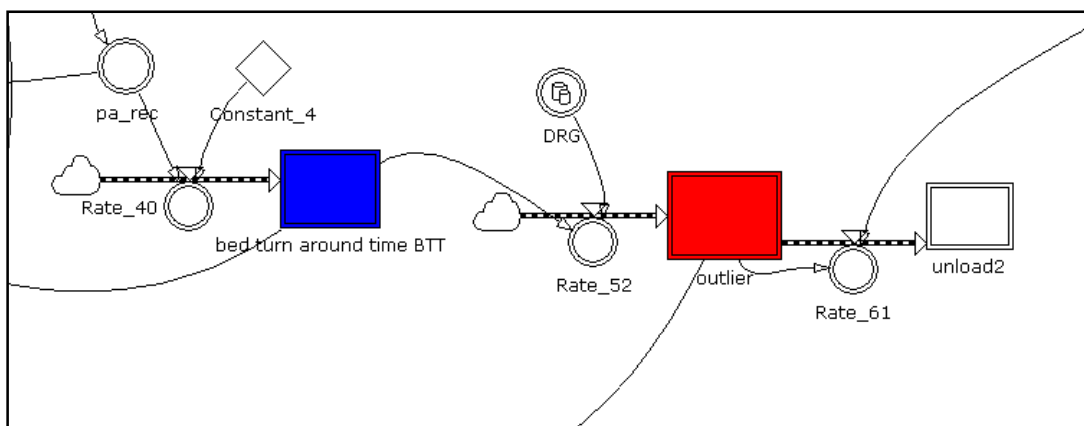 pa_rec
Constant_4
DRG
Rate_40
bed turn around time BTT
Rate_52
outlier
unload2
Rate_61